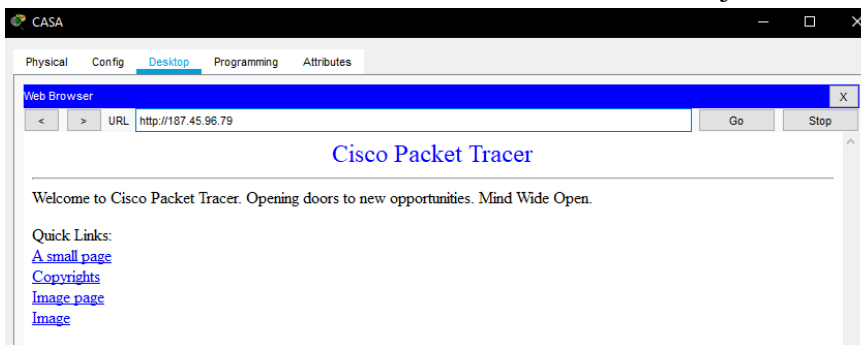 CASA
Physical Config Desktop Programming Attributes
Web Browser X
< > URL http://187.45.96.79 Go Stop
Cisco Packet Tracer
Welcome to Cisco Packet Tracer. Opening doors to new opportunities. Mind Wide Open.
Quick Links:
A small page
Copyrights
Image page
Image